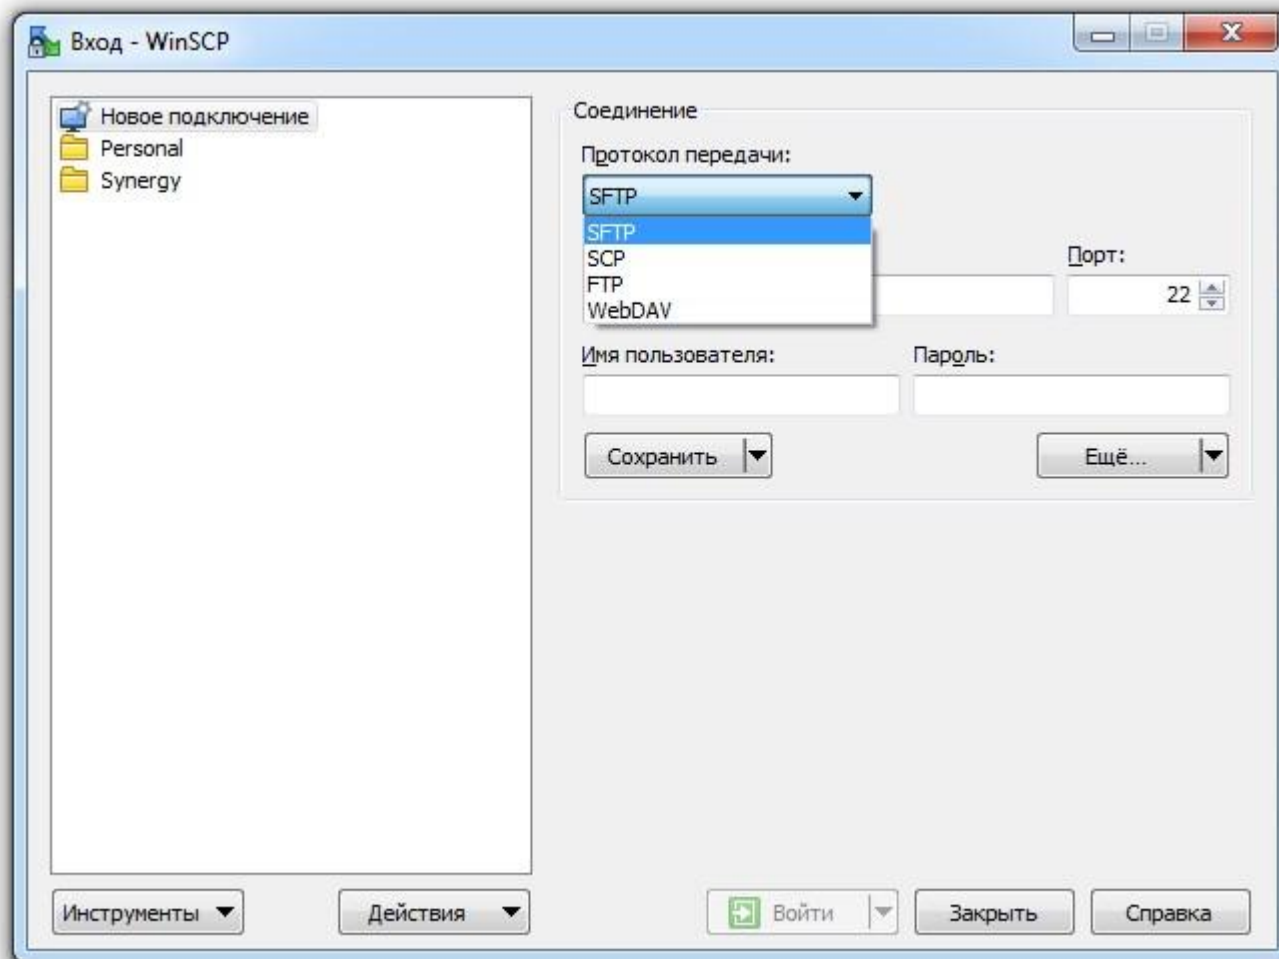 Вход - WinSCP
Новое подключение
Personal
Synergy
Соединение
Протокол передачи:
SFTP
SFTP
SCP
FTP
WebDAV
Порт:
22
Имя пользователя:
Пароль:
Сохранить
Ещё...
Инструменты
Действия
Войти
Закрыть
Справка